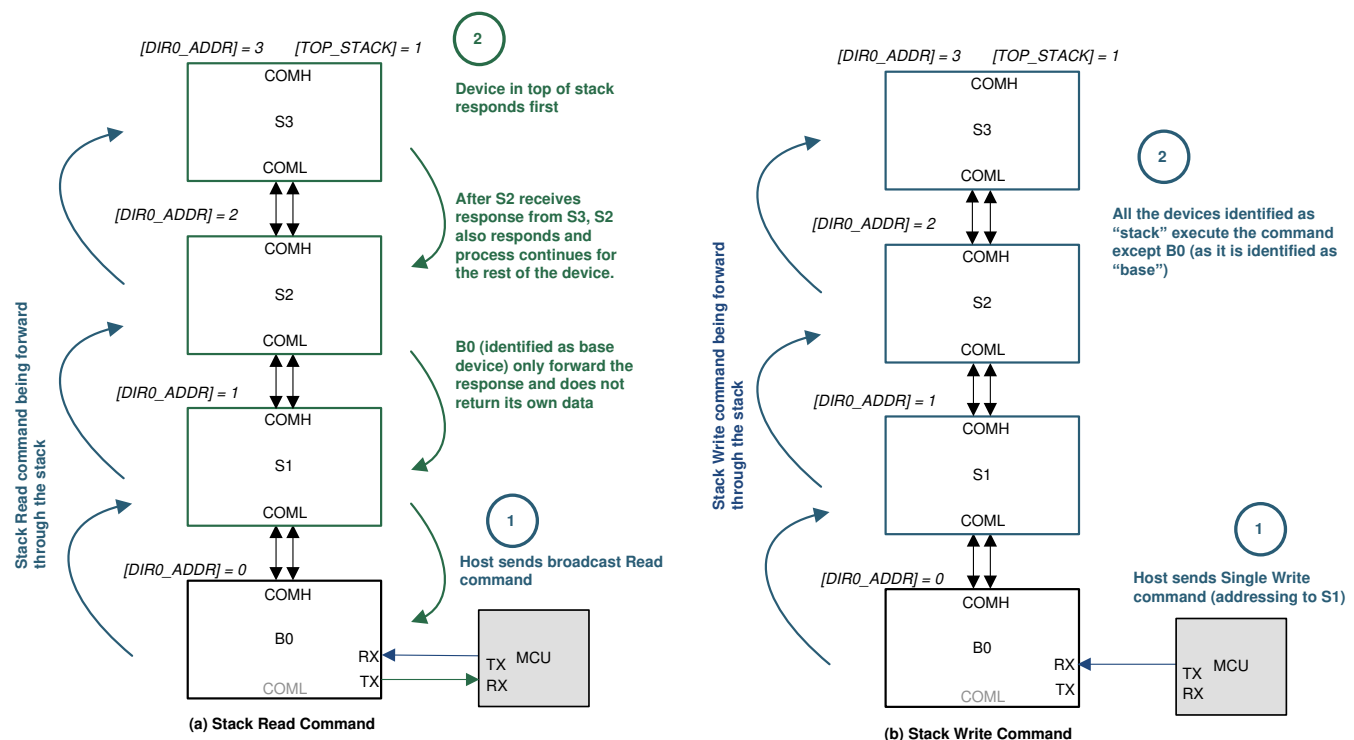 [DIR0_ADDR] = 3 [TOP_STACK] = 1
2
COMH
S3
COML
Device in top of stack
responds first
[DIR0_ADDR] = 2
After S2 receives
response from S3, S2
also responds and
process continues for
the rest of the device.
COMH
S2
COML
Stack Read command being forward
through the stack
B0 (identified as base
device) only forward the
response and does not
return its own data
[DIR0_ADDR] = 1
COMH
S1
COML
1
Host sends broadcast Read
command
[DIR0_ADDR] = 0
COMH
B0
RX
TX
COML
TX
RX
MCU
(a) Stack Read Command
[DIR0_ADDR] = 3 [TOP_STACK] = 1
COMH
S3
COML
2
All the devices identified as
“stack” execute the command
except B0 (as it is identified as
“base”)
[DIR0_ADDR] = 2
COMH
S2
COML
Stack Write command being forward
through the stack
[DIR0_ADDR] = 1
COMH
S1
COML
1
Host sends Single Write
command (addressing to S1)
[DIR0_ADDR] = 0
COMH
B0
RX
TX
COML
TX
RX
MCU
(b) Stack Write Command